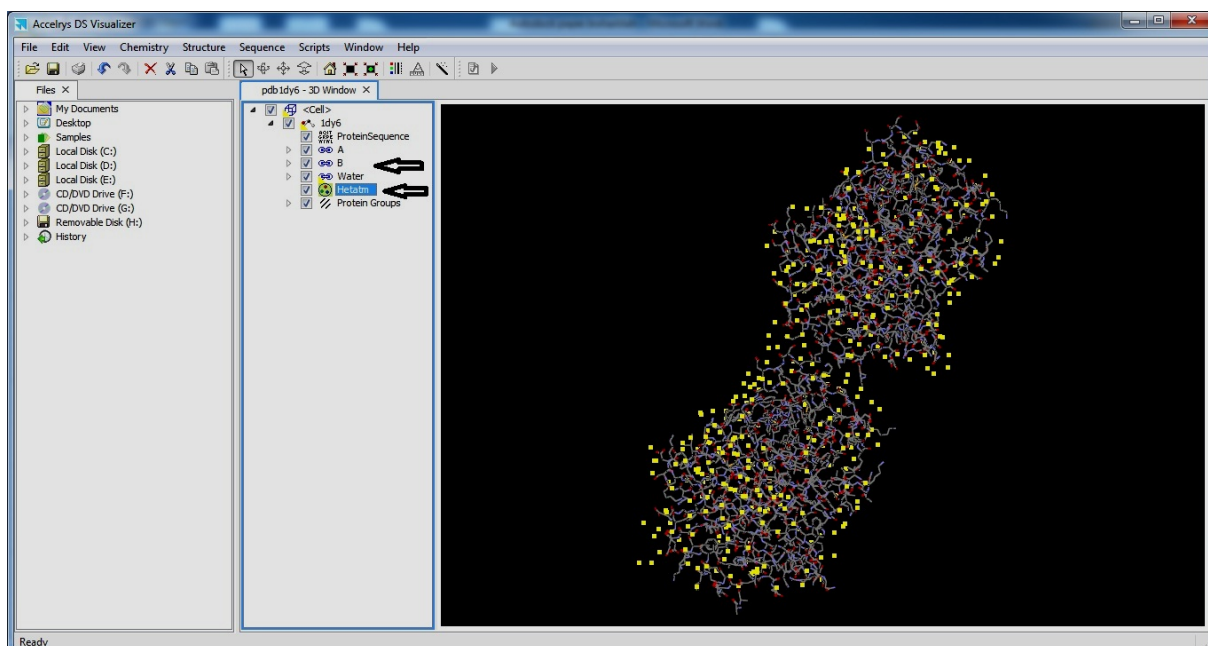 Accelrys DS Visualizer
File Edit View Chemistry Structure Sequence Scripts Window Help
Files
pdb1dy6 - 3D Window
My Documents
Desktop
Samples
Local Disk (C:)
Local Disk (D:)
Local Disk (E:)
CD/DVD Drive (F:)
CD/DVD Drive (G:)
Removable Disk (H:)
History
<Cell>
1dy6
ProteinSequence
A
B
Water
Hetatm
Protein Groups
Ready